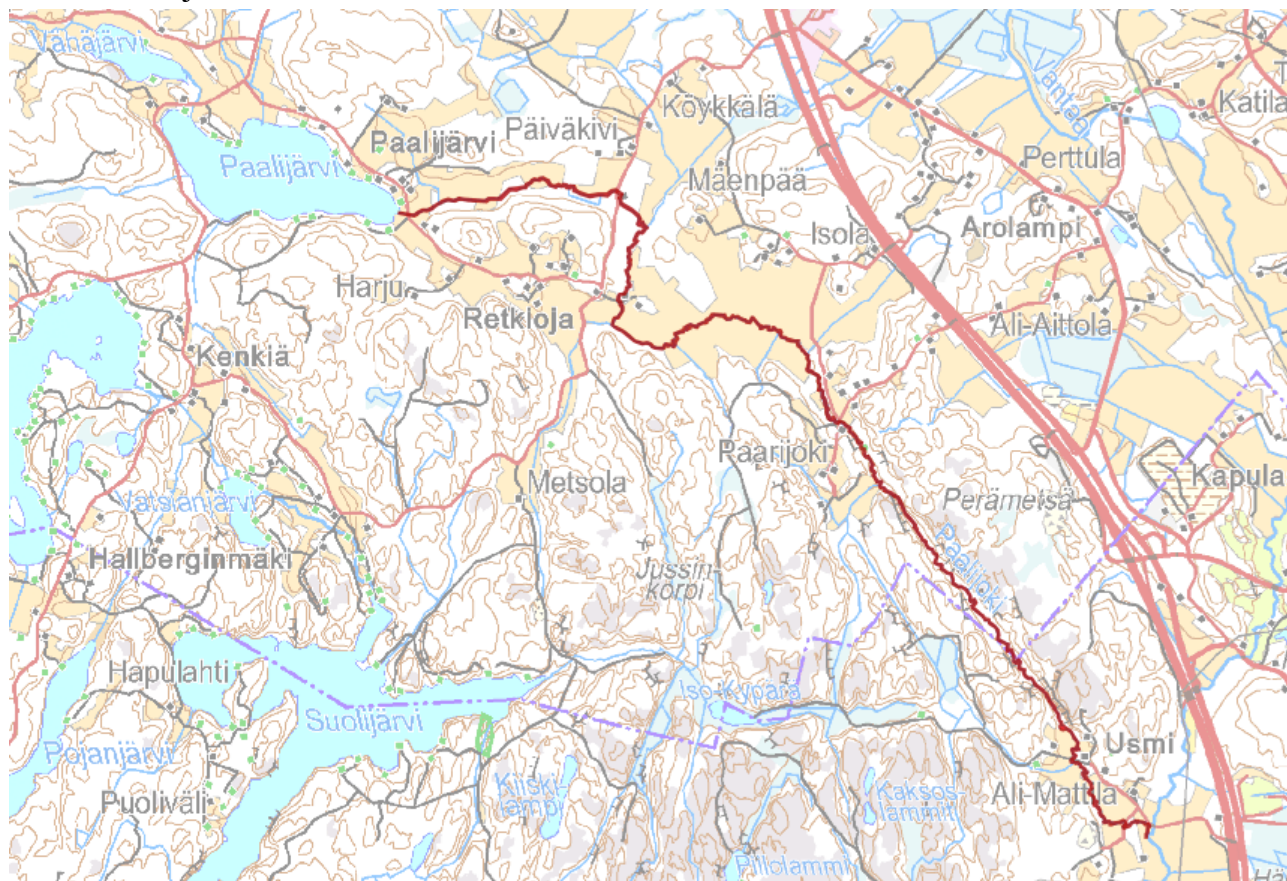 Vähäjärvi
Vantaa
Köykkälä
Katila
Päiväkivi
Paalijärvi
Paalijärvi
Perttula
Mäenpää
Isola
Arolampi
Harju
Retkioja
Ali-Aittola
Kenkiä
Paarijoki
Metsola
Kapula
Perämetsä
Vatsianjärvi
Hallberginmäki
Paalijoki
Jussin-
korpi
Hapulahti
Iso-Kypärä
Suolijärvi
Pojanjärvi
Usmi
Kiiski-
lampi
Kaksos-
lammit
Ali-Mattila
Puoliväli
Pillolammi